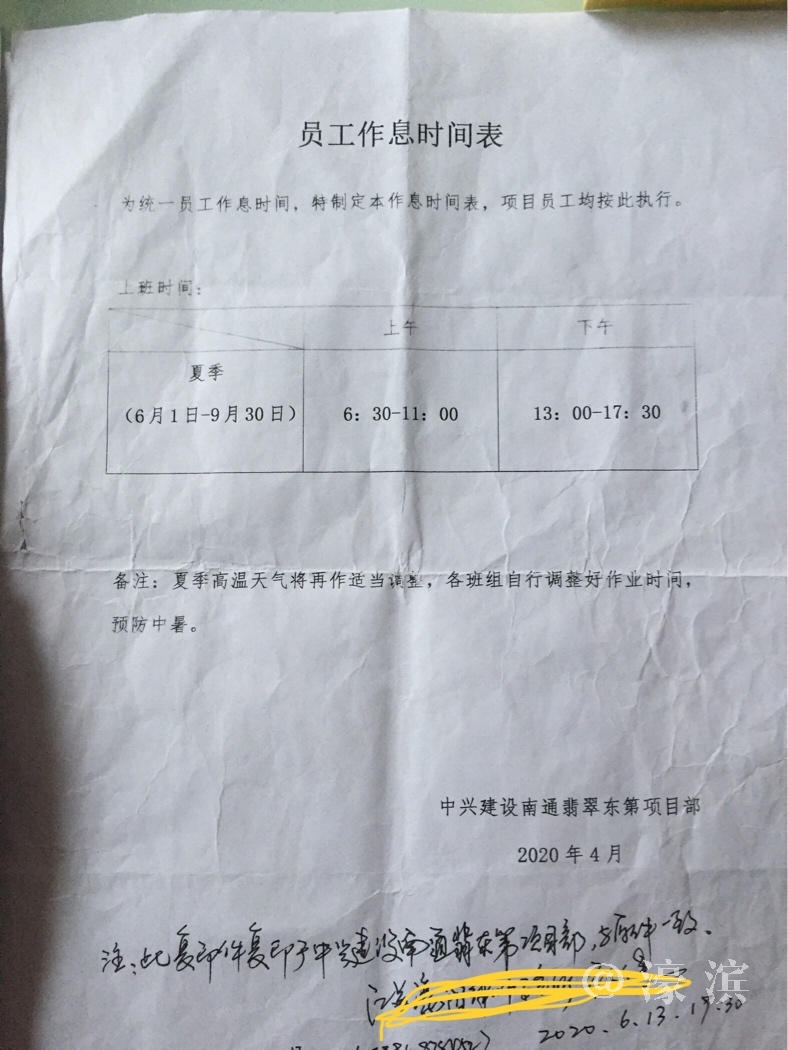 员工作息时间表
为统一员工作息时间，特制定本作息时间表，项目员工均按此执行。
上班时间：
上午 下午
夏季
（6月1日-9月30日） 6：30-11：00 13：00-17：30
备注：夏季高温天气将再作适当调整，各班组自行调整好作业时间，
预防中暑。
中兴建设南通翡翠东第项目部
2020年4月
注：此复印件复印于中兴建设南通翡翠东第项目部，与原件一致。
@濠滨
2020.6.13.17:30